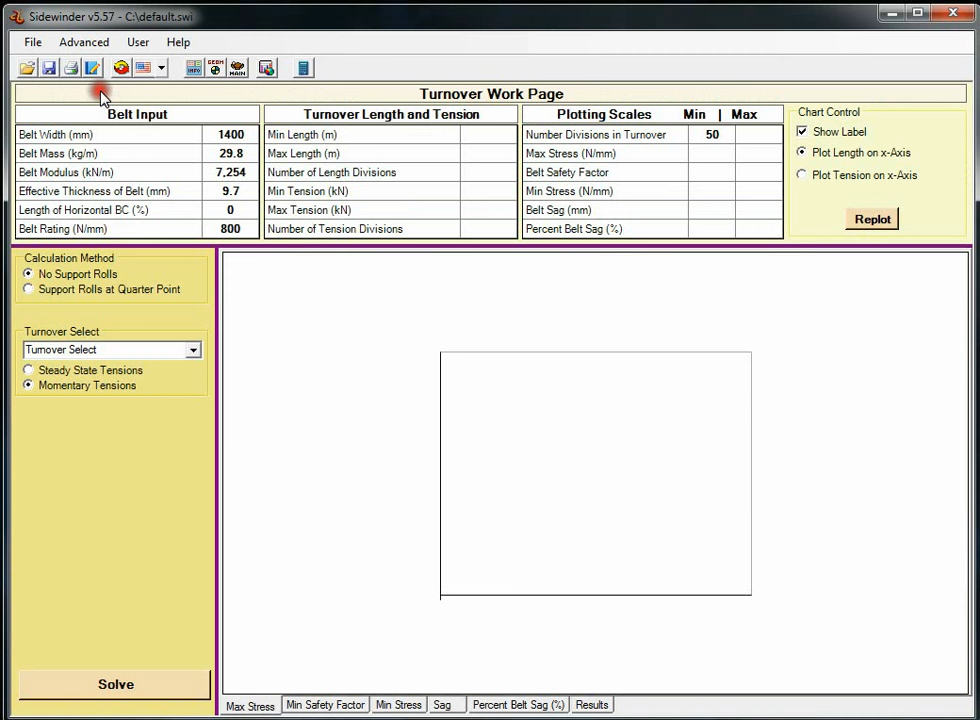 Sidewinder v5.57 - C:\default.swi
File Advanced User Help
INFO GEOM MAIN
Turnover Work Page
Belt Input
Belt Width (mm) 1400
Belt Mass (kg/m) 29.8
Belt Modulus (kN/m) 7,254
Effective Thickness of Belt (mm) 9.7
Length of Horizontal BC (%) 0
Belt Rating (N/mm) 800
Turnover Length and Tension
Min Length (m)
Max Length (m)
Number of Length Divisions
Min Tension (kN)
Max Tension (kN)
Number of Tension Divisions
Plotting Scales Min | Max
Number Divisions in Turnover 50
Max Stress (N/mm)
Belt Safety Factor
Min Stress (N/mm)
Belt Sag (mm)
Percent Belt Sag (%)
Chart Control
Show Label
Plot Length on x-Axis
Plot Tension on x-Axis
Replot
Calculation Method
No Support Rolls
Support Rolls at Quarter Point
Turnover Select
Turnover Select
Steady State Tensions
Momentary Tensions
Solve
Max Stress Min Safety Factor Min Stress Sag Percent Belt Sag (%) Results